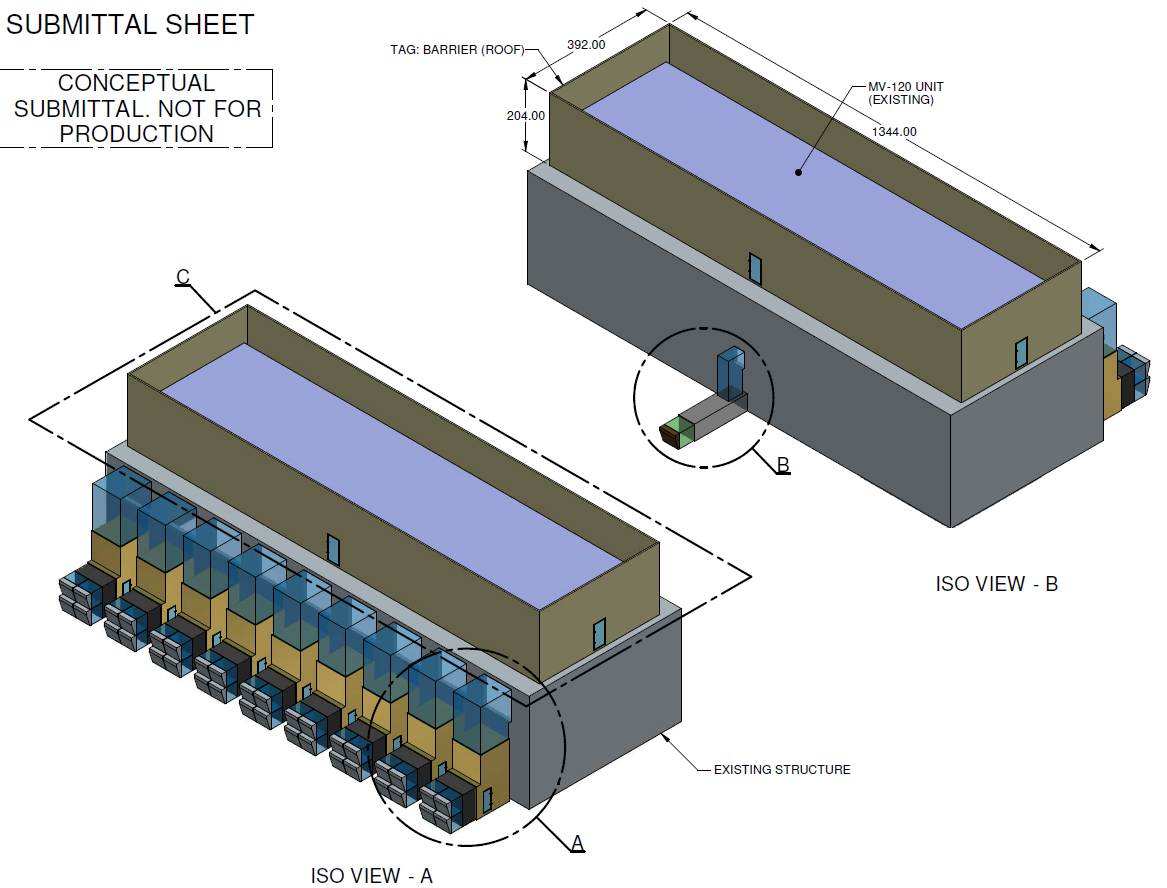 SUBMITTAL SHEET
CONCEPTUAL
SUBMITTAL. NOT FOR
PRODUCTION
TAG: BARRIER (ROOF)
392.00
204.00
MV-120 UNIT
(EXISTING)
1344.00
C
B
ISO VIEW - B
EXISTING STRUCTURE
A
ISO VIEW - A